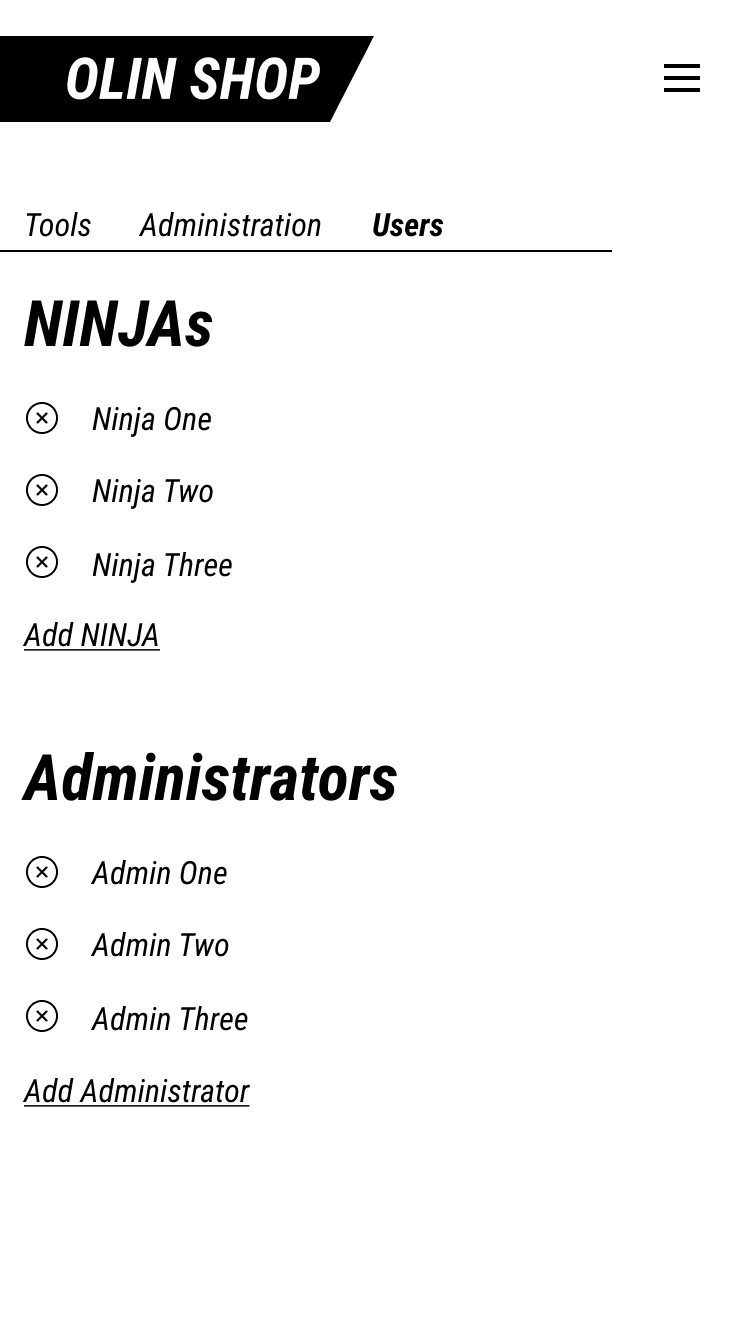 OLIN SHOP
Tools Administration Users
NINJAs
Ninja One
Ninja Two
Ninja Three
Add NINJA
Administrators
Admin One
Admin Two
Admin Three
Add Administrator